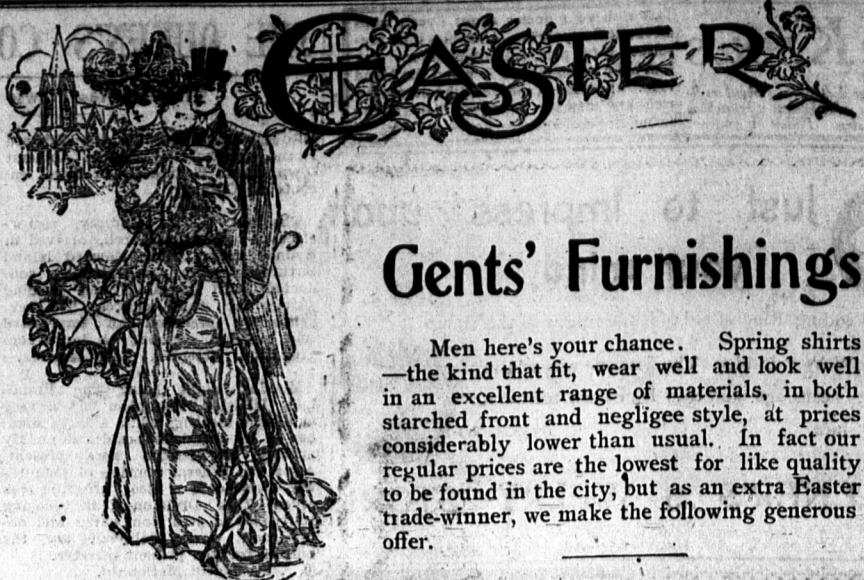 EASTER
Gents' Furnishings
Men here's your chance. Spring shirts
—the kind that fit, wear well and look well
in an excellent range of materials, in both
starched front and negligee style, at prices
considerably lower than usual. In fact our
regular prices are the lowest for like quality
to be found in the city, but as an extra Easter
trade-winner, we make the following generous
offer.